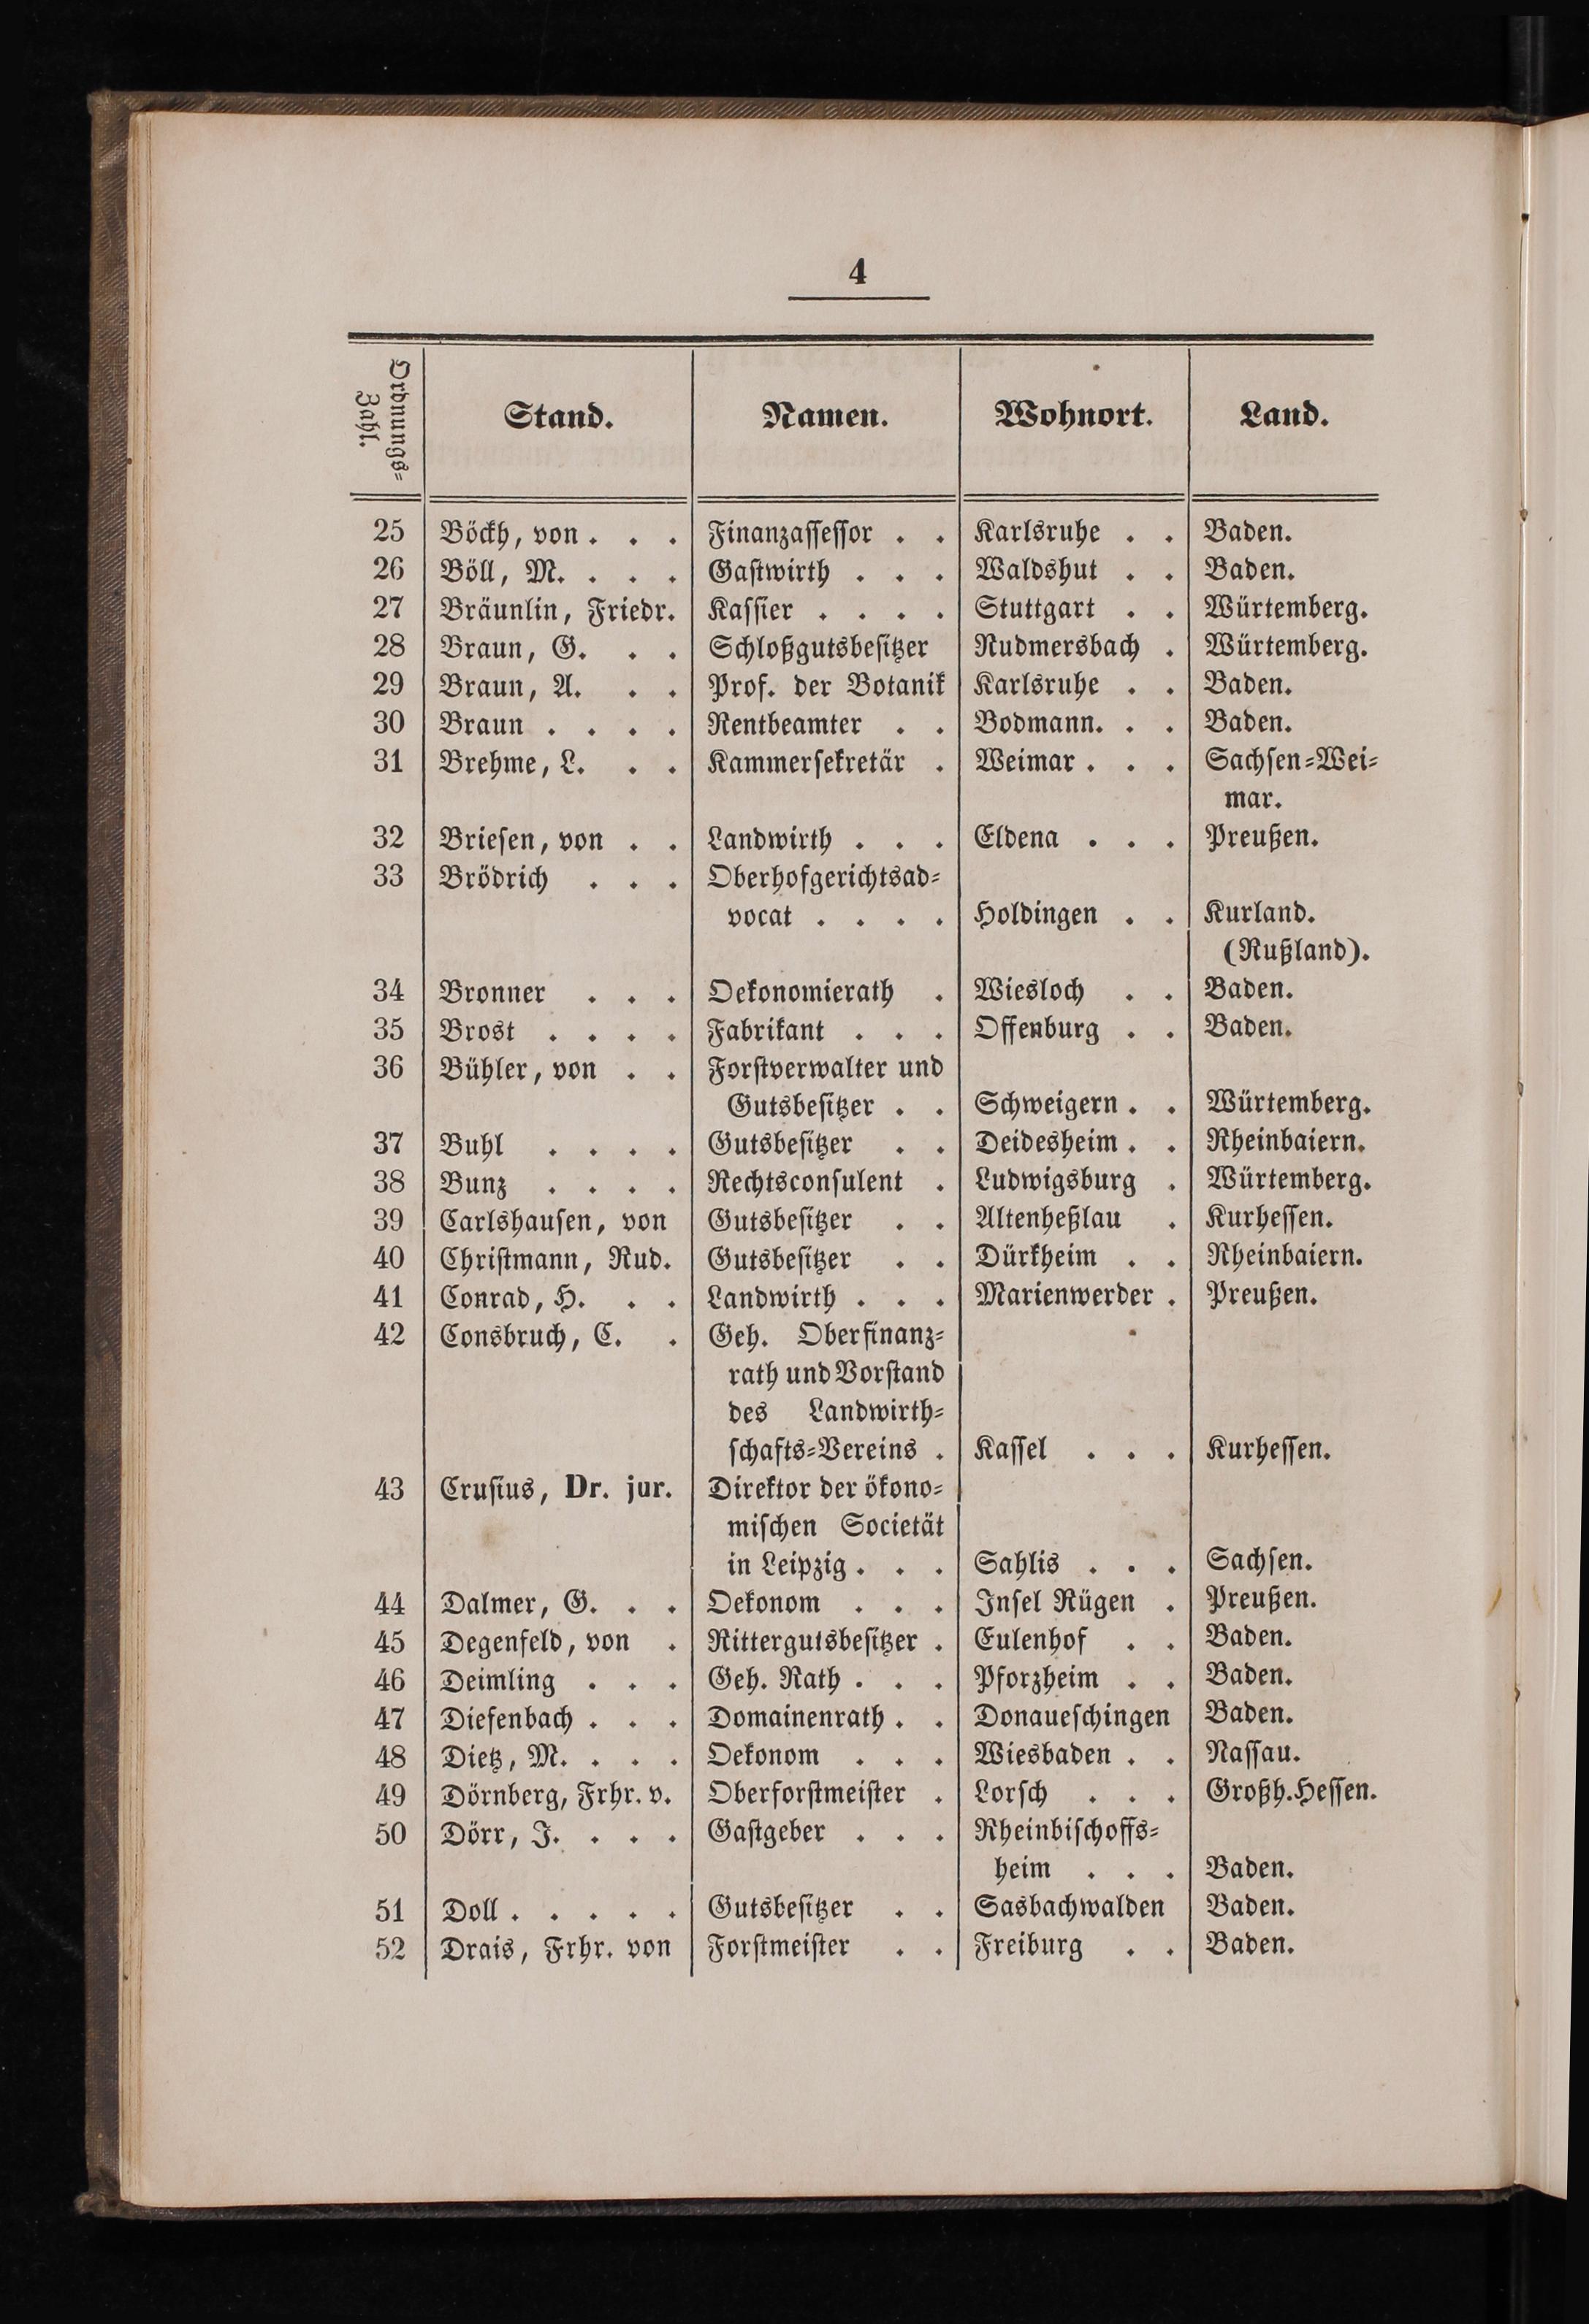 4
Ordnungs-
Zahl.
Stand. Namen. Wohnort. Land.
25 Böckh, von . . . Finanzassessor . . Karlsruhe . . Baden.
26 Böll, M. . . . Gastwirth . . . Waldshut . . Baden.
27 Bräunlin, Friedr. Kassier . . . . Stuttgart . . Würtemberg.
28 Braun, G. . . Schloßgutsbesitzer Rudmersbach . Würtemberg.
29 Braun, A. . . Prof. der Botanik Karlsruhe . . Baden.
30 Braun . . . . Rentbeamter . . Bodmann. . . Baden.
31 Brehme, L. . . Kammersekretär . Weimar . . . Sachsen-Wei-
mar.
32 Briesen, von . . Landwirth . . . Eldena . . . Preußen.
33 Brödrich . . . Oberhofgerichtsad-
vocat . . . . Holdingen . . Kurland.
(Rußland).
34 Bronner . . . Oekonomierath . Wiesloch . . Baden.
35 Brost . . . . Fabrikant . . . Offenburg . . Baden.
36 Bühler, von . . Forstverwalter und
Gutsbesitzer . . Schweigern . . Würtemberg.
37 Buhl . . . . Gutsbesitzer . . Deidesheim . . Rheinbaiern.
38 Bunz . . . . Rechtsconsulent . Ludwigsburg . Würtemberg.
39 Carlshausen, von Gutsbesitzer . . Altenheßlau . Kurhessen.
40 Christmann, Rud. Gutsbesitzer . . Dürkheim . . Rheinbaiern.
41 Conrad, H. . . Landwirth . . . Marienwerder . Preußen.
42 Consbruch, C. . Geh. Oberfinanz-
rath und Vorstand
des Landwirth-
schafts-Vereins . Kassel . . . Kurhessen.
43 Crusius, Dr. jur. Direktor der ökono-
mischen Societät
in Leipzig . . . Sahlis . . . Sachsen.
44 Dalmer, G. . . Oekonom . . . Insel Rügen . Preußen.
45 Degenfeld, von . Rittergutsbesitzer . Eulenhof . . Baden.
46 Deimling . . . Geh. Rath . . . Pforzheim . . Baden.
47 Diefenbach . . . Domainenrath . . Donaueschingen Baden.
48 Dietz, M. . . . Oekonom . . . Wiesbaden . . Nassau.
49 Dörnberg, Frhr. v. Oberforstmeister . Lorsch . . . Großh. Hessen.
50 Dörr, J. . . . Gastgeber . . . Rheinbischoffs-
heim . . . Baden.
51 Doll . . . . . Gutsbesitzer . . Sasbachwalden Baden.
52 Drais, Frhr. von Forstmeister . . Freiburg . . Baden.